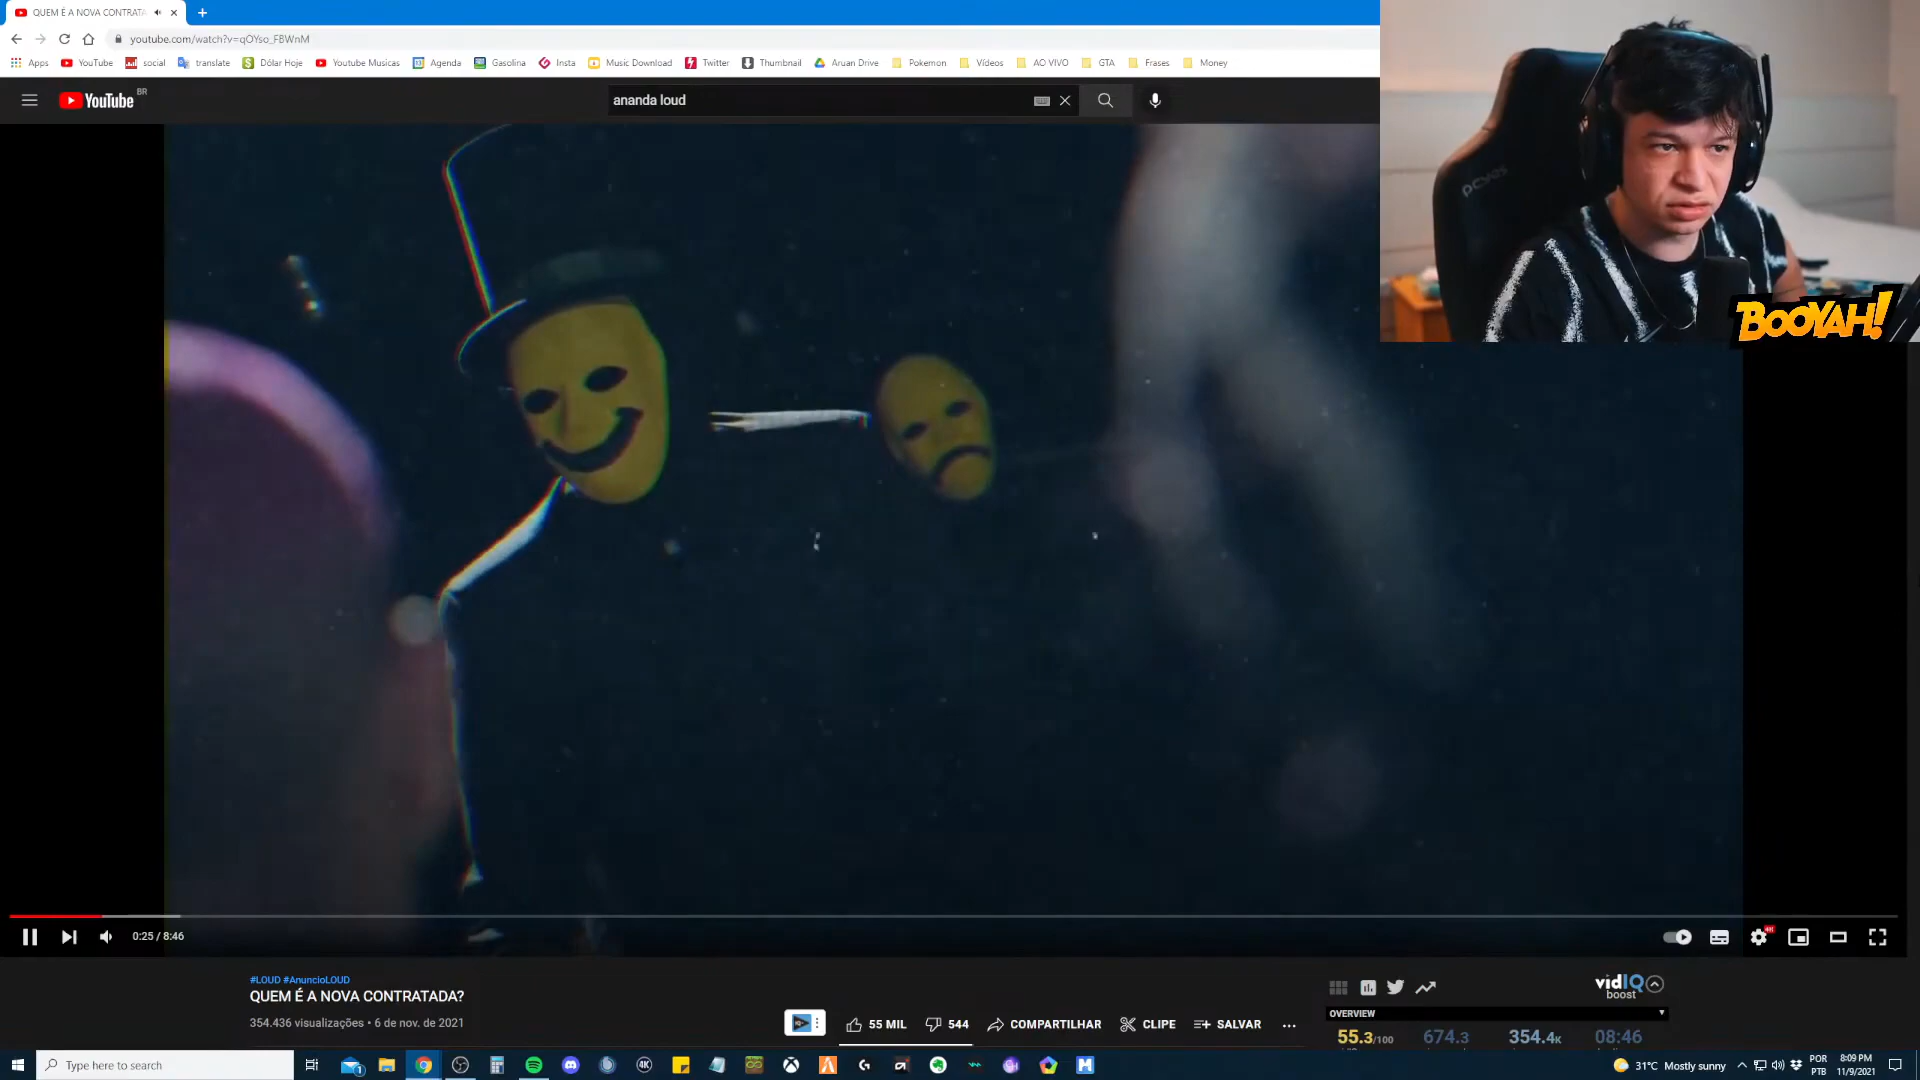 QUEM É A NOVA CONTRATA
youtube.com/watch?v=qOYso_FBWnM
Apps YouTube social translate Dólar Hoje Youtube Musicas Agenda Gasolina Insta Music Download Twitter Thumbnail Aruan Drive Pokemon Vídeos AO VIVO GTA Frases Money
YouTube BR
ananda loud
pcyes
BOOYAH!
0:25 / 8:46
4K
#LOUD #AnuncioLOUD
QUEM É A NOVA CONTRATADA?
354.436 visualizações • 6 de nov. de 2021
55 MIL 544 COMPARTILHAR CLIPE SALVAR
vidIQ
boost
OVERVIEW
55.3/100 674.3 354.4K 08:46
Type here to search
31°C Mostly sunny
POR
PTB
8:09 PM
11/9/2021